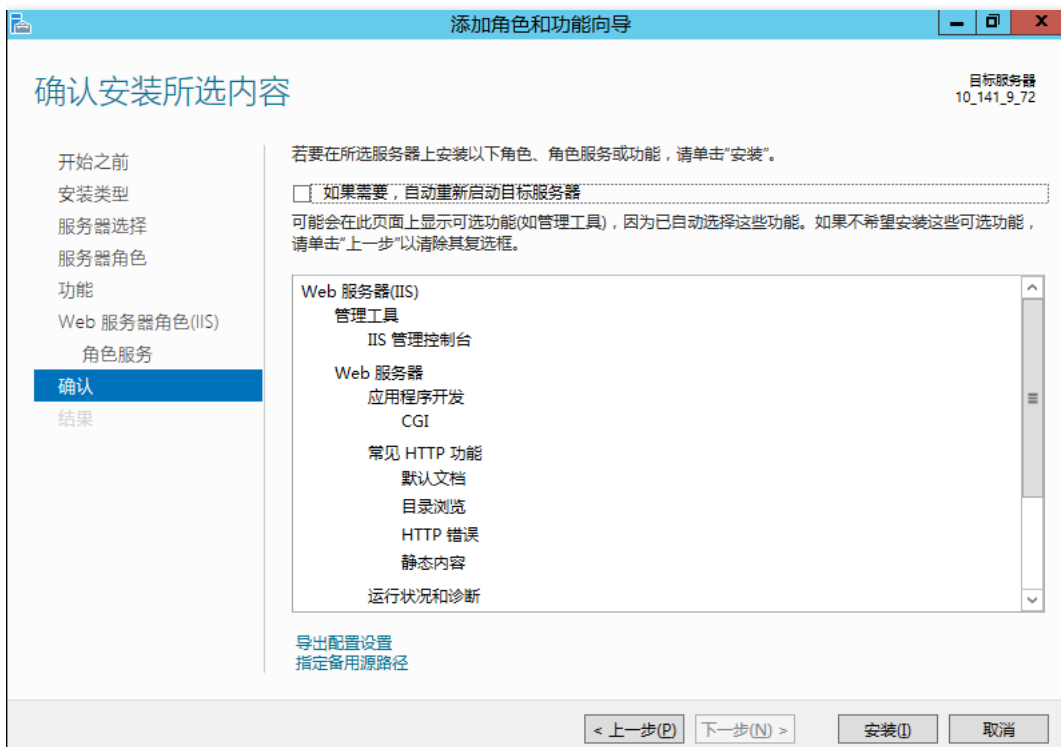 添加角色和功能向导
确认安装所选内容
目标服务器
10_141_9_72
开始之前
安装类型
服务器选择
服务器角色
功能
Web 服务器角色(IIS)
角色服务
确认
结果
若要在所选服务器上安装以下角色、角色服务或功能，请单击"安装"。
如果需要，自动重新启动目标服务器
可能会在此页面上显示可选功能(如管理工具)，因为已自动选择这些功能。如果不希望安装这些可选功能，
请单击"上一步"以清除其复选框。
Web 服务器(IIS)
管理工具
IIS 管理控制台
Web 服务器
应用程序开发
CGI
常见 HTTP 功能
默认文档
目录浏览
HTTP 错误
静态内容
运行状况和诊断
导出配置设置
指定备用源路径
< 上一步(P)
下一步(N) >
安装(I)
取消